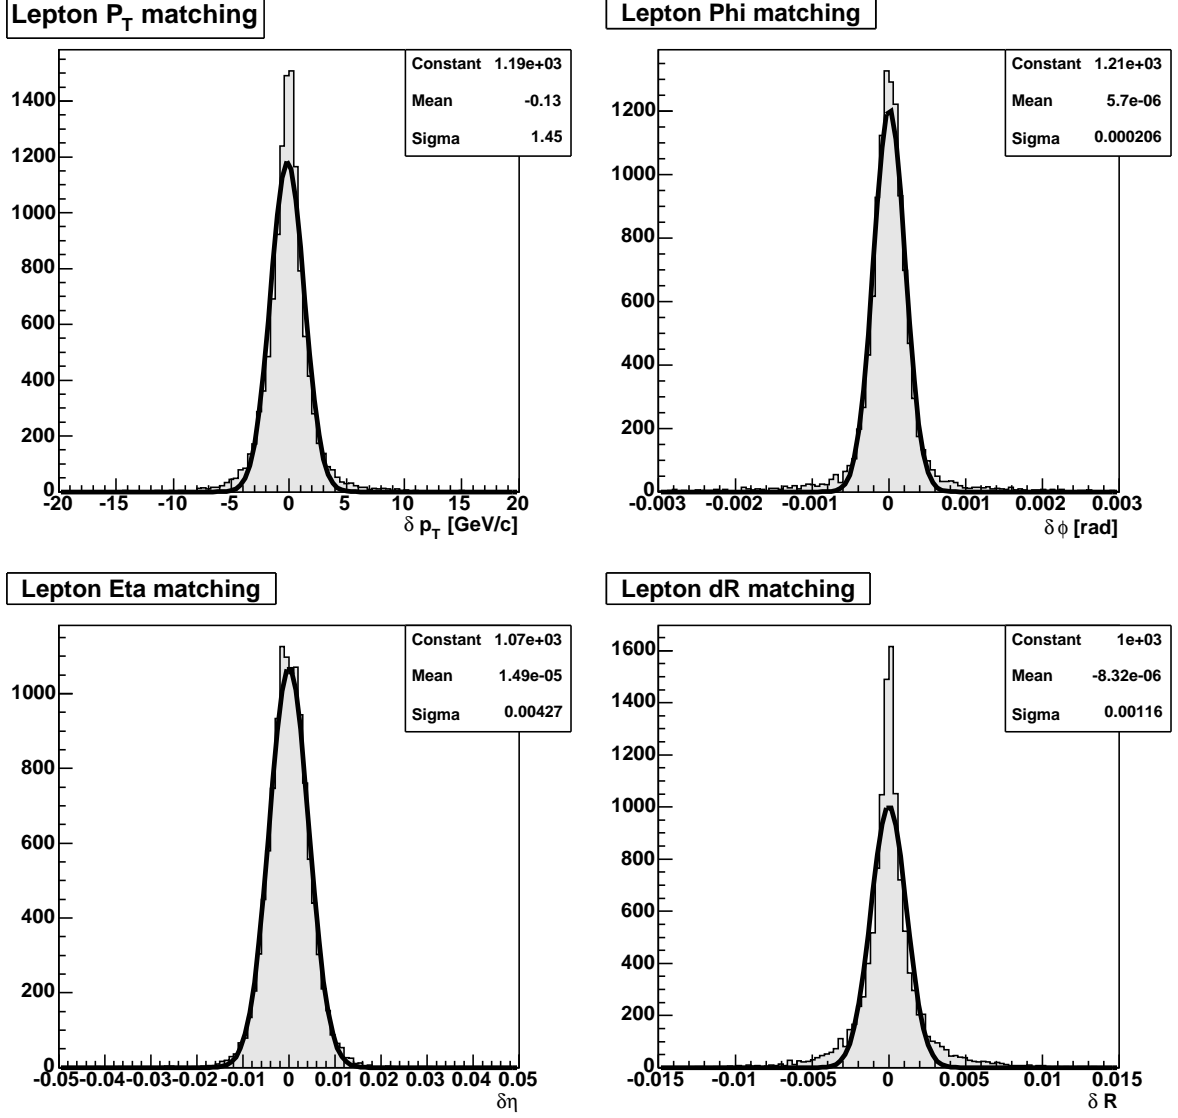 Lepton P_T matching
Constant 1.19e+03
Mean -0.13
Sigma 1.45
1400
1200
1000
800
600
400
200
0
-20 -15 -10 -5 0 5 10 15 20
δ p_T [GeV/c]
Lepton Phi matching
Constant 1.21e+03
Mean 5.7e-06
Sigma 0.000206
1200
1000
800
600
400
200
0
-0.003 -0.002 -0.001 0 0.001 0.002 0.003
δ ϕ [rad]
Lepton Eta matching
Constant 1.07e+03
Mean 1.49e-05
Sigma 0.00427
1000
800
600
400
200
0
-0.05 -0.04 -0.03 -0.02 -0.01 0 0.01 0.02 0.03 0.04 0.05
δη
Lepton dR matching
Constant 1e+03
Mean -8.32e-06
Sigma 0.00116
1600
1400
1200
1000
800
600
400
200
0
-0.015 -0.01 -0.005 0 0.005 0.01 0.015
δ R